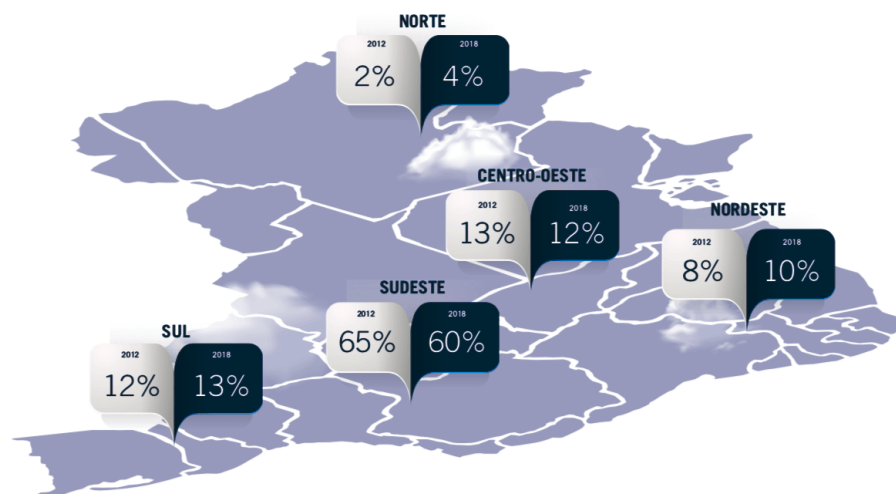 NORTE
2012 2018
2% 4%
CENTRO-OESTE
2012 2018
13% 12%
NORDESTE
2012 2018
8% 10%
SUDESTE
2012 2018
65% 60%
SUL
2012 2018
12% 13%